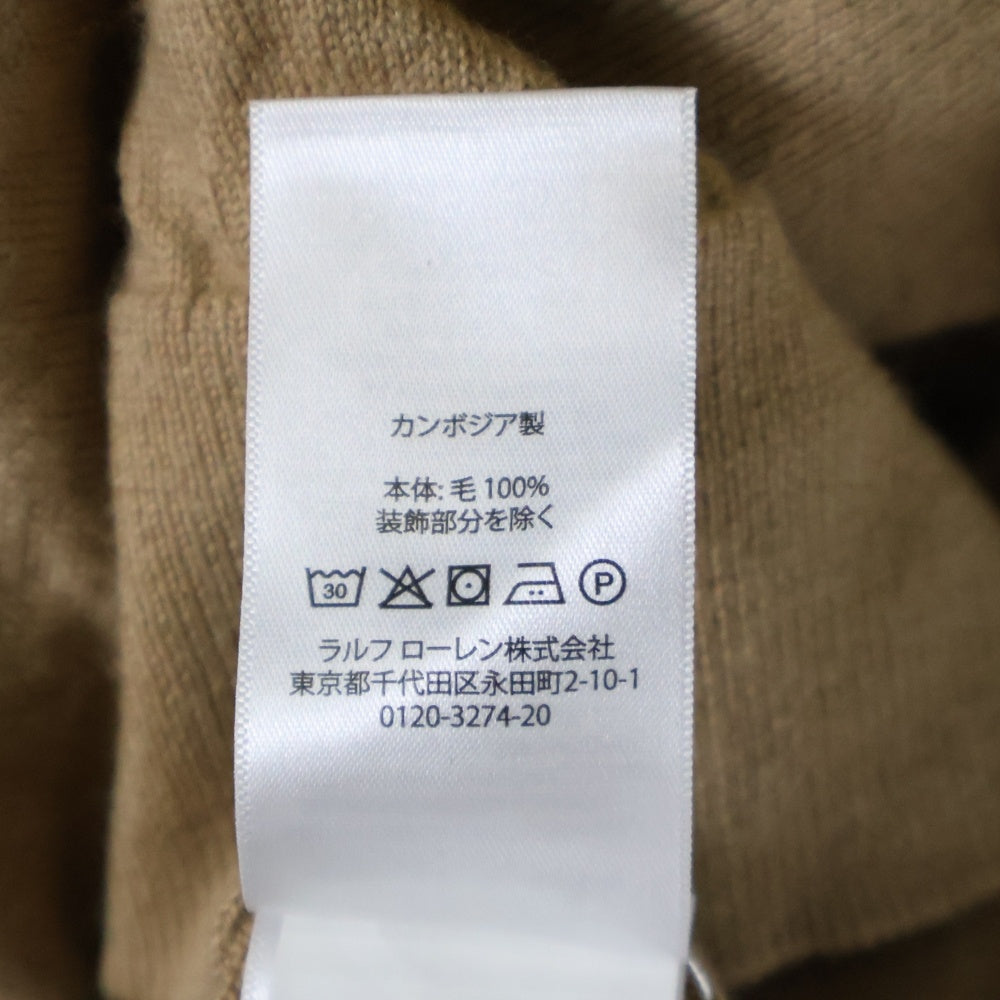 カンボジア製
本体: 毛 100%
装飾部分を除く
30 P
ラルフ ローレン株式会社
東京都千代田区永田町2-10-1
0120-3274-20